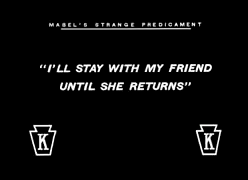 MABEL'S STRANGE PREDICAMENT
"I'LL STAY WITH MY FRIEND
UNTIL SHE RETURNS"
K K